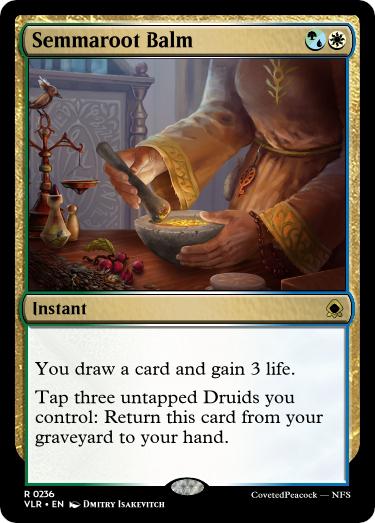 Semmaroot Balm
Instant
You draw a card and gain 3 life.
Tap three untapped Druids you
control: Return this card from your
graveyard to your hand.
R 0236
VLR • EN Dmitry Isakevitch
CovetedPeacock — NFS